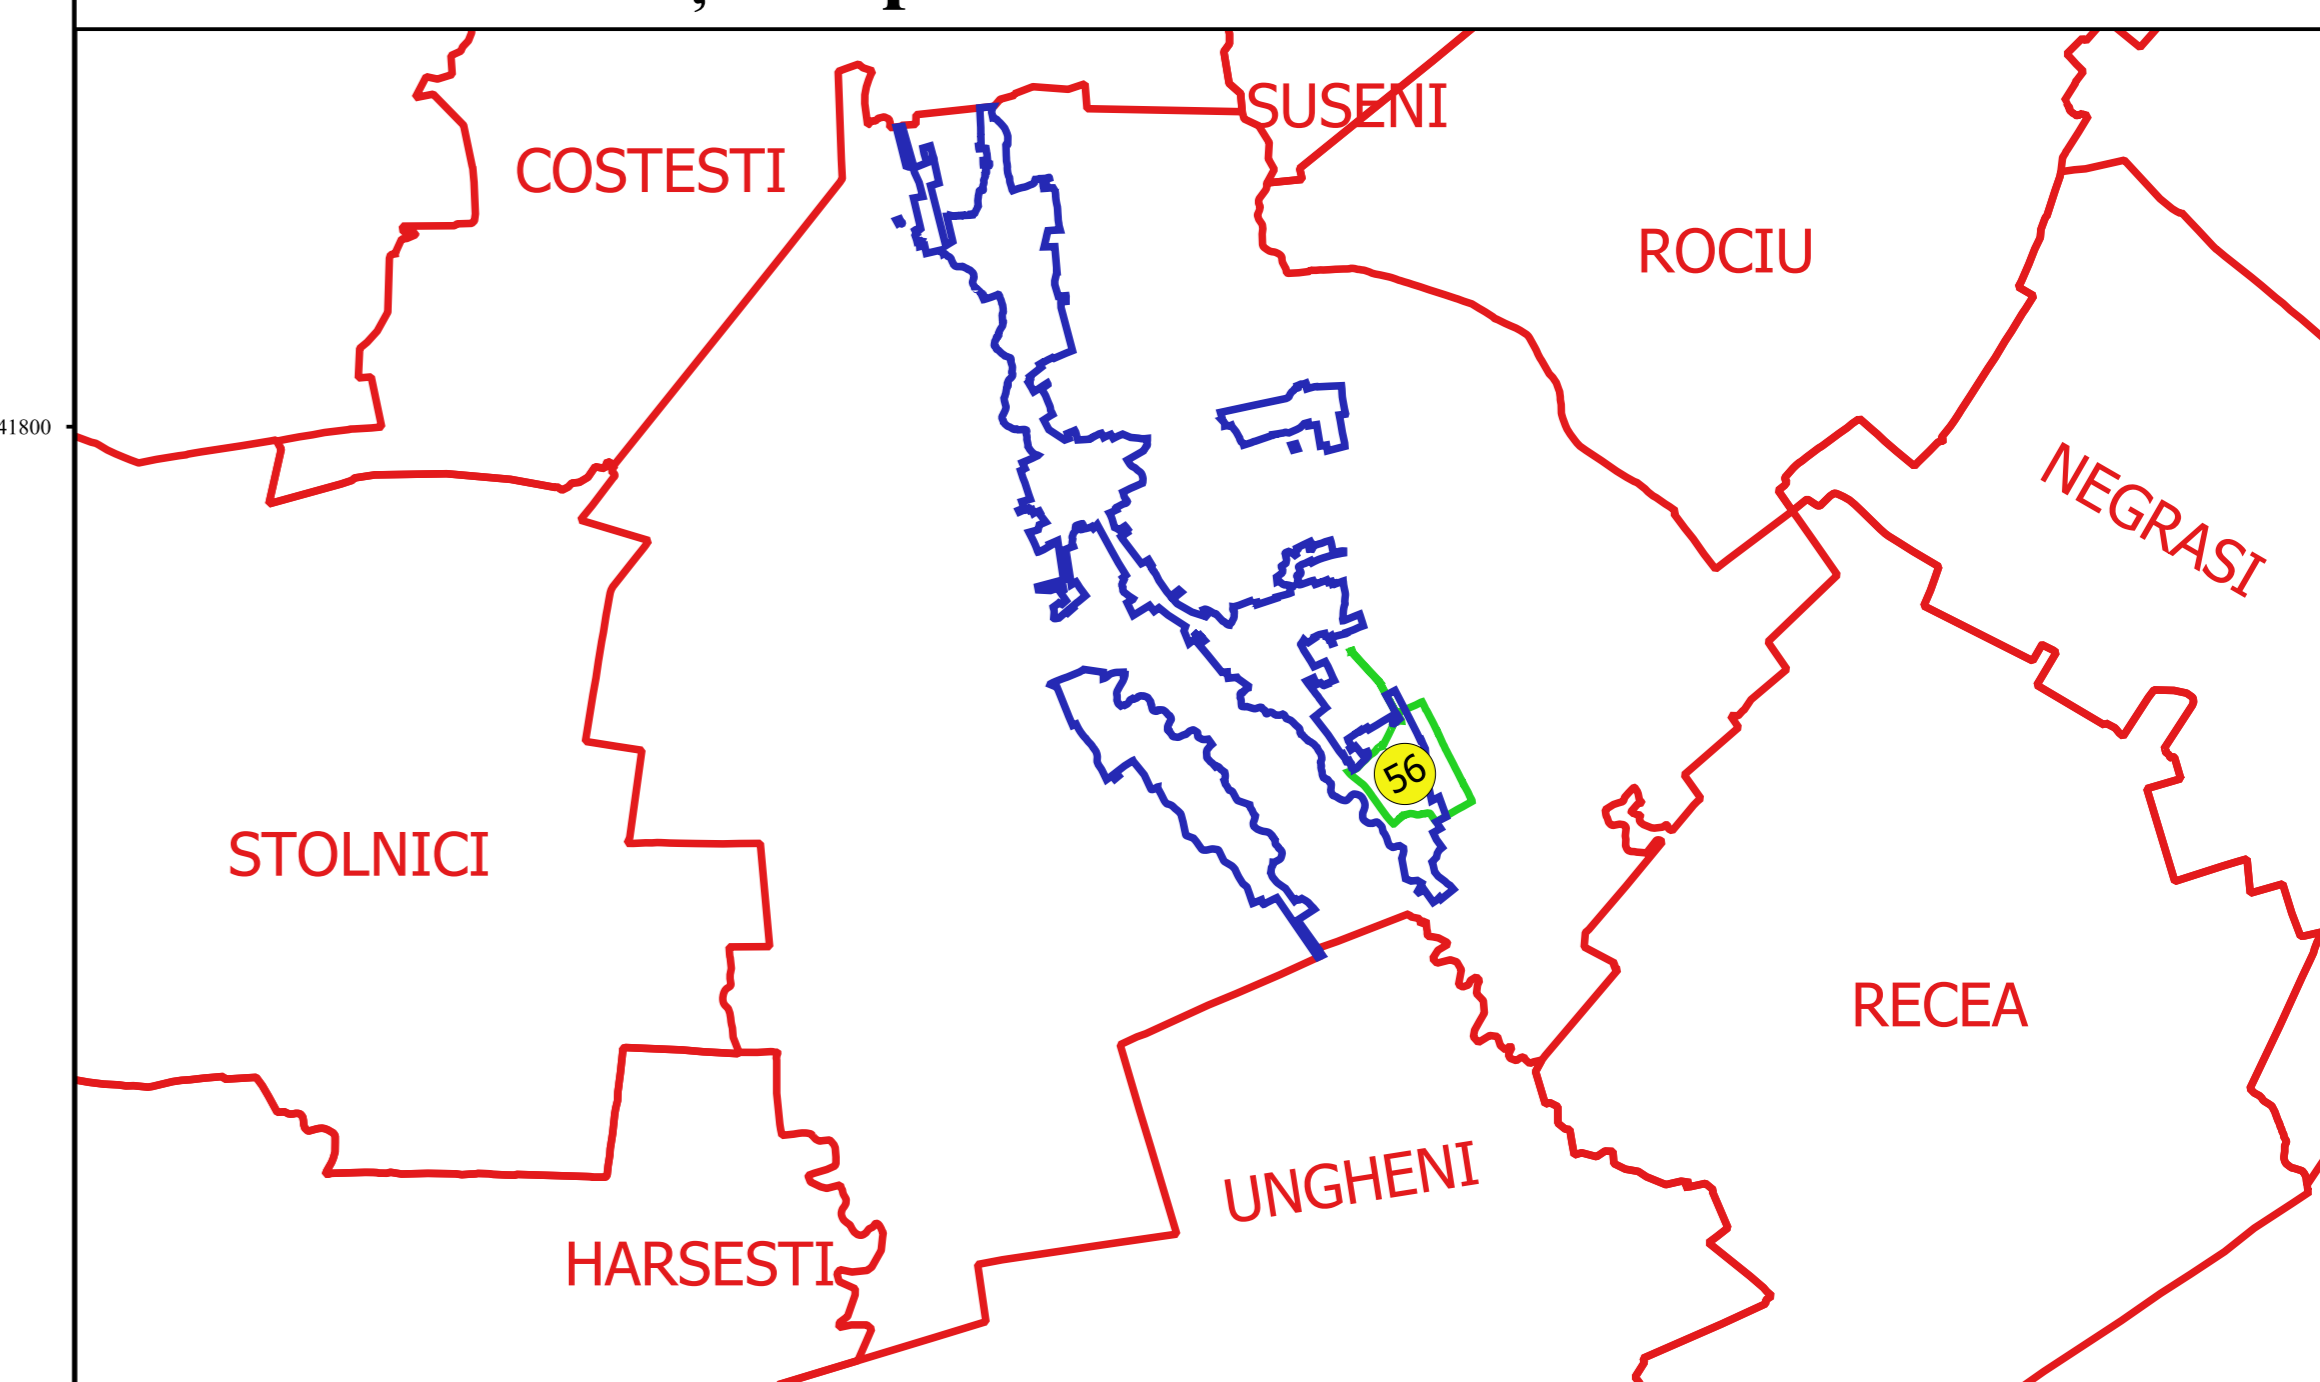 SUSENI
COSTESTI
ROCIU
41800
NEGRASI
56
STOLNICI
RECEA
UNGHENI
HARSESTI